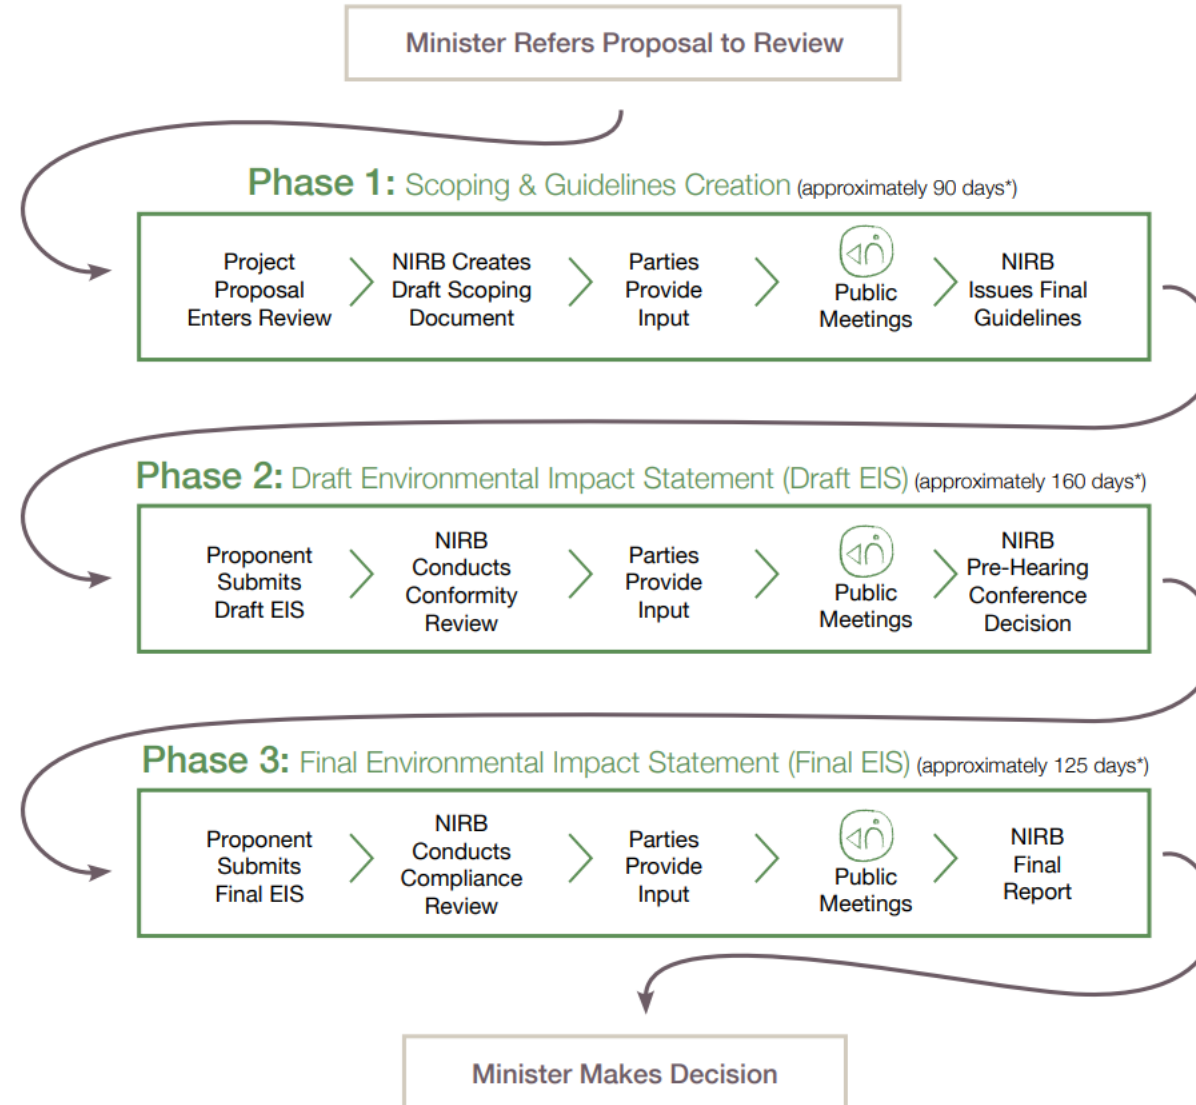 Minister Refers Proposal to Review
Phase 1: Scoping & Guidelines Creation (approximately 90 days*)
Project
Proposal
Enters Review
NIRB Creates
Draft Scoping
Document
Parties
Provide
Input
Public
Meetings
NIRB
Issues Final
Guidelines
Phase 2: Draft Environmental Impact Statement (Draft EIS) (approximately 160 days*)
Proponent
Submits
Draft EIS
NIRB
Conducts
Conformity
Review
Parties
Provide
Input
Public
Meetings
NIRB
Pre-Hearing
Conference
Decision
Phase 3: Final Environmental Impact Statement (Final EIS) (approximately 125 days*)
Proponent
Submits
Final EIS
NIRB
Conducts
Compliance
Review
Parties
Provide
Input
Public
Meetings
NIRB
Final
Report
Minister Makes Decision